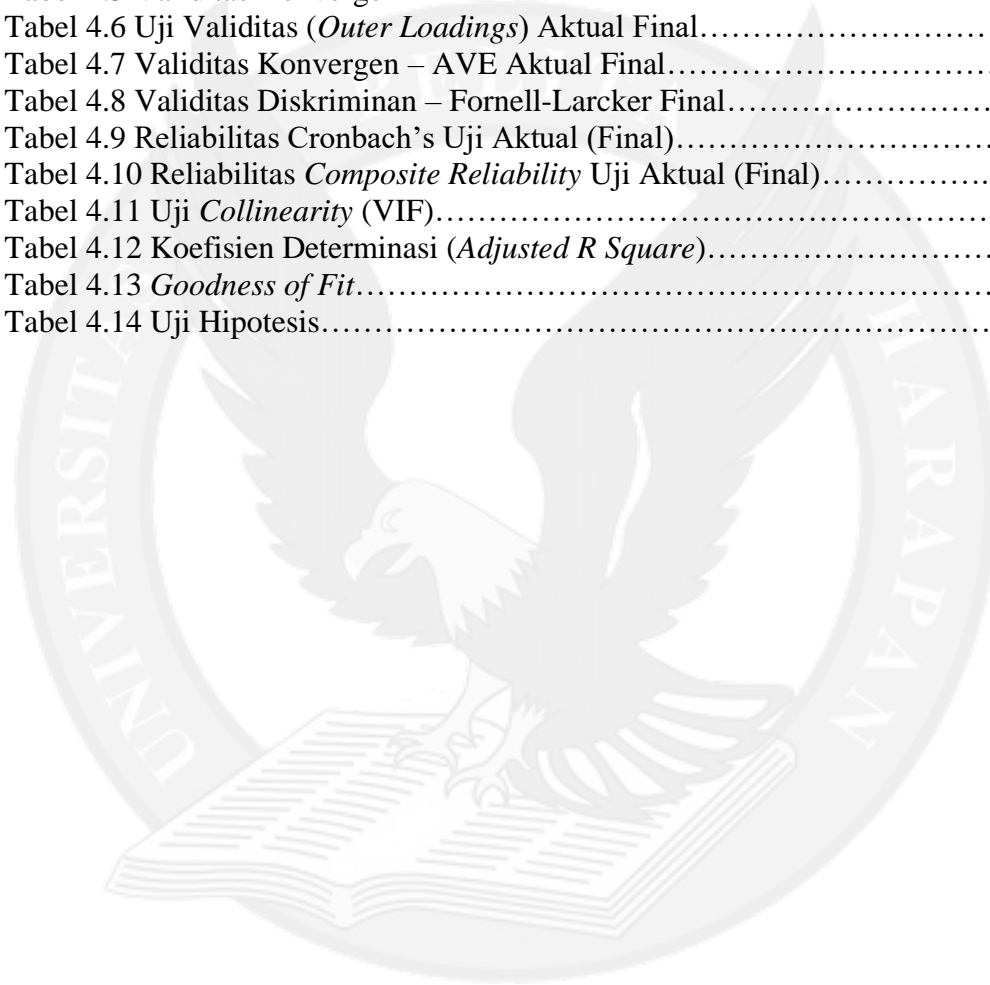 Tabel 4.6 Uji Validitas (Outer Loadings) Aktual Final……………………
Tabel 4.7 Validitas Konvergen – AVE Aktual Final……………………
Tabel 4.8 Validitas Diskriminan – Fornell-Larcker Final……………………
Tabel 4.9 Reliabilitas Cronbach’s Uji Aktual (Final)……………………
Tabel 4.10 Reliabilitas Composite Reliability Uji Aktual (Final)……………
Tabel 4.11 Uji Collinearity (VIF)……………………………………………
Tabel 4.12 Koefisien Determinasi (Adjusted R Square)……………………
Tabel 4.13 Goodness of Fit…………………………………………………
Tabel 4.14 Uji Hipotesis……………………………………………………
UNIVERSITAS PELITA HARAPAN